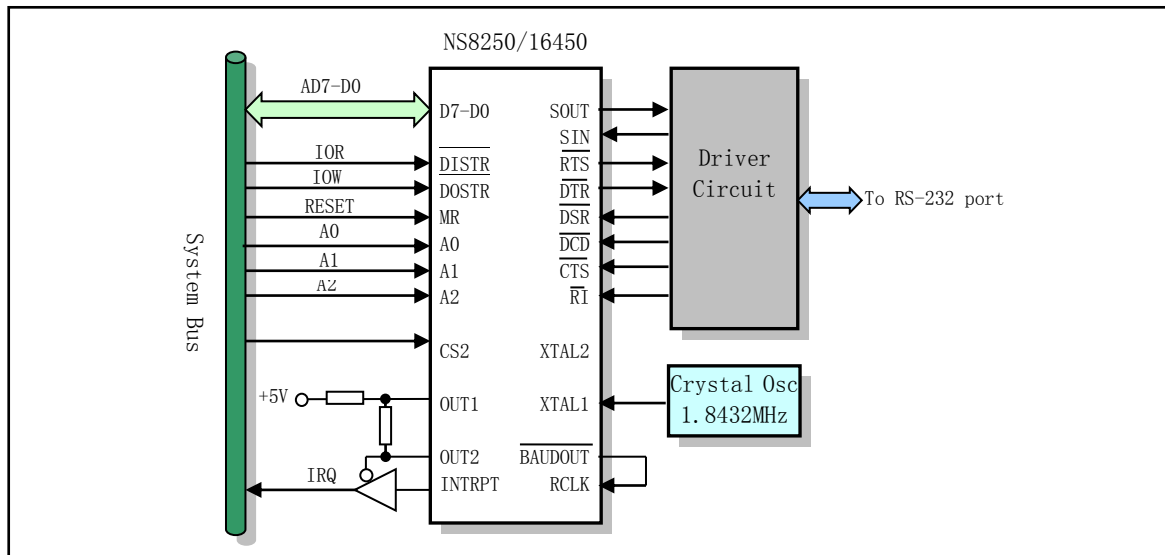 NS8250/16450
AD7-D0
D7-D0
SOUT
SIN
IOR
DISTR
RTS
Driver
Circuit
IOW
DOSTR
DTR
To RS-232 port
RESET
MR
DSR
A0
A0
DCD
A1
A1
CTS
A2
A2
RI
System Bus
CS2
XTAL2
+5V
OUT1
XTAL1
Crystal Osc
1.8432MHz
OUT2
BAUDOUT
IRQ
INTRPT
RCLK